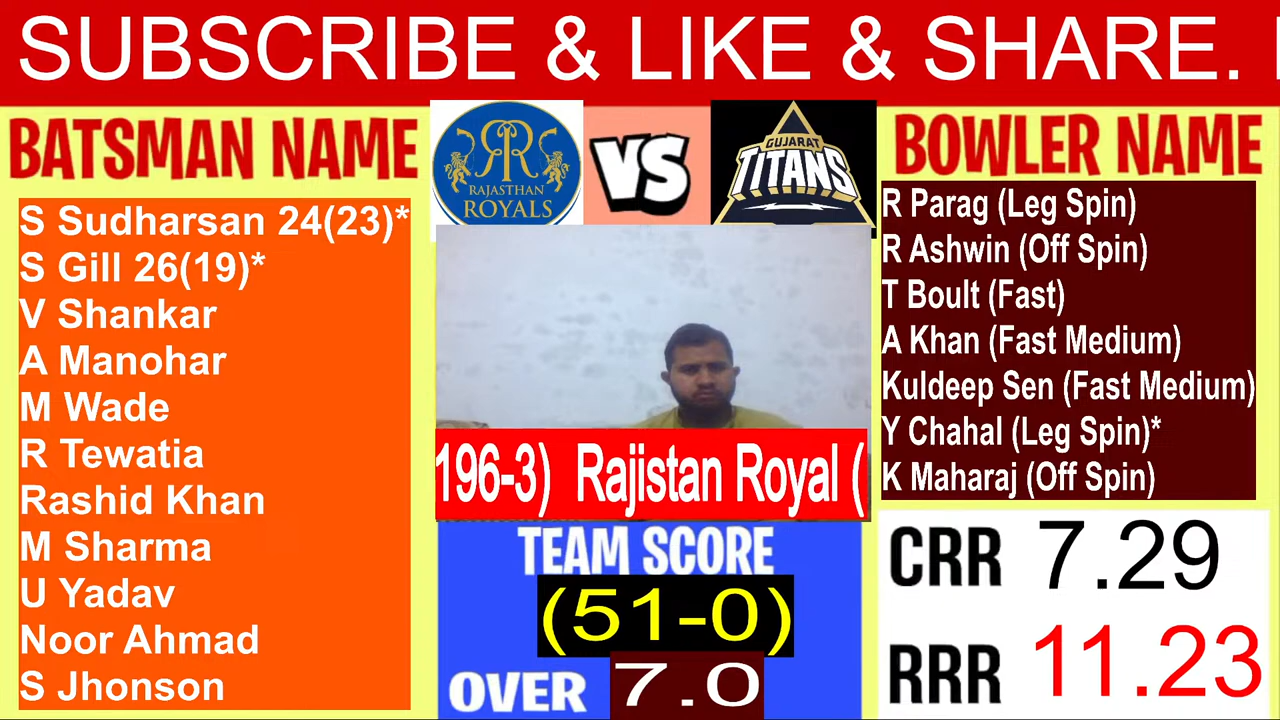 SUBSCRIBE & LIKE & SHARE.
BATSMAN NAME
S Sudharsan 24(23)*
S Gill 26(19)*
V Shankar
A Manohar
M Wade
R Tewatia
Rashid Khan
M Sharma
U Yadav
Noor Ahmad
S Jhonson
RR
RAJASTHAN
ROYALS
VS
GUJARAT
TITANS
196-3) Rajistan Royal (
TEAM SCORE
(51-0)
OVER 7.0
BOWLER NAME
R Parag (Leg Spin)
R Ashwin (Off Spin)
T Boult (Fast)
A Khan (Fast Medium)
Kuldeep Sen (Fast Medium)
Y Chahal (Leg Spin)*
K Maharaj (Off Spin)
CRR 7.29
RRR 11.23